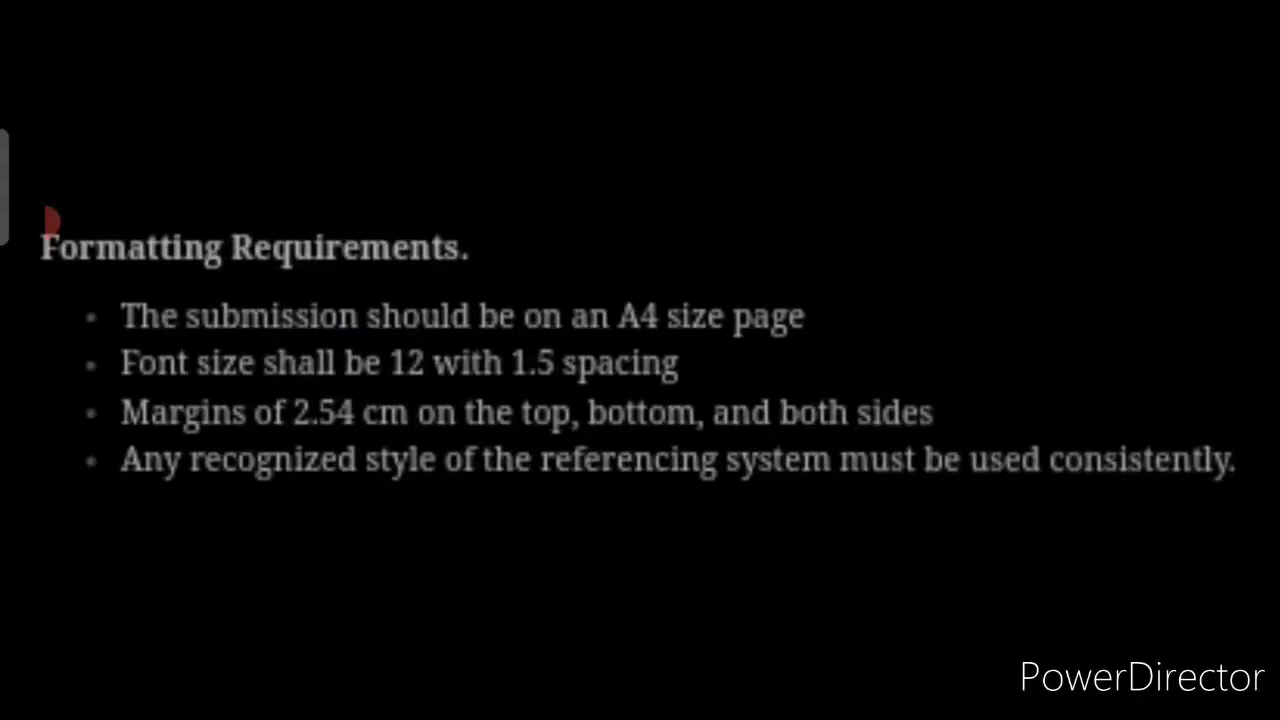 Formatting Requirements.
• The submission should be on an A4 size page
• Font size shall be 12 with 1.5 spacing
• Margins of 2.54 cm on the top, bottom, and both sides
• Any recognized style of the referencing system must be used consistently.
PowerDirector